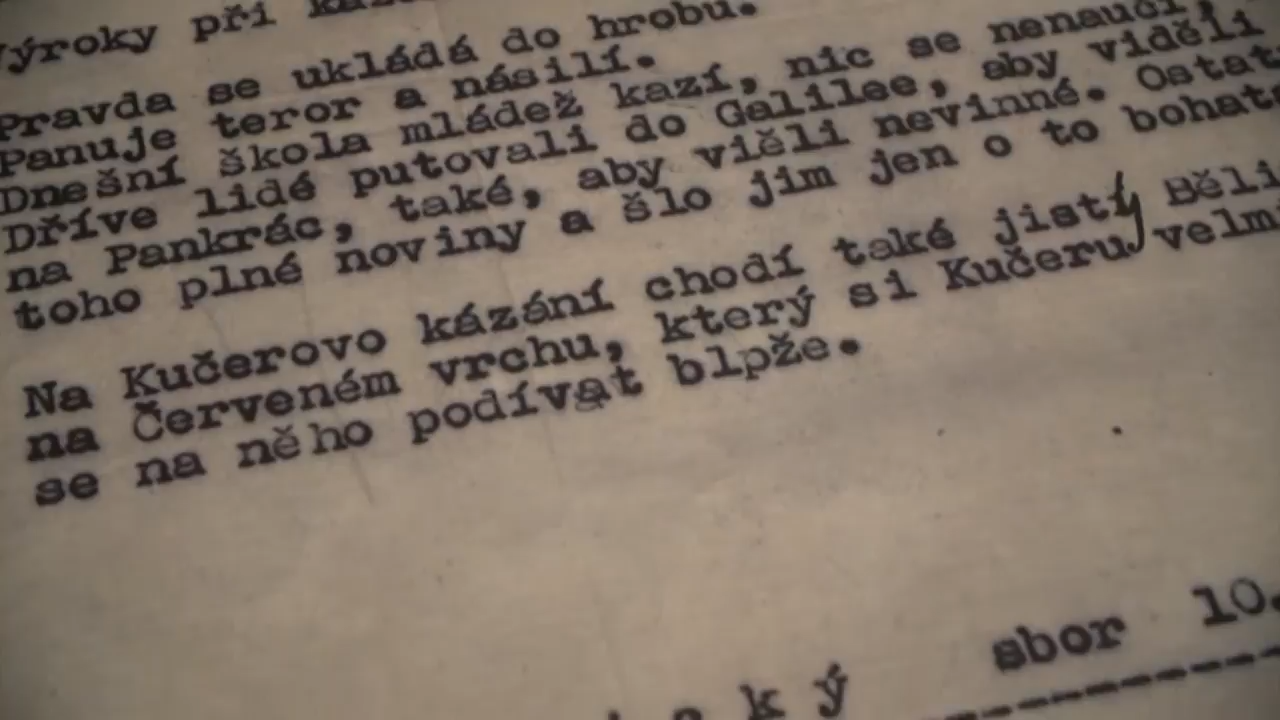 Výroky při
Pravda se ukládá do hrobu.
Panuje teror a násilí.
Dnešní škola mládež kazí, nic se nenaučí,
Dříve lidé putovali do Galilee, aby viděli
na Pankrác, také, aby viěli nevinné. Ostat
toho plné noviny a šlo jim jen o to bohat
Na Kučerovo kázání chodí také jistý Běli
na Červeném vrchu, který si Kučeru velmi
se na něho podívat blpže.
sbor 10.
k ý